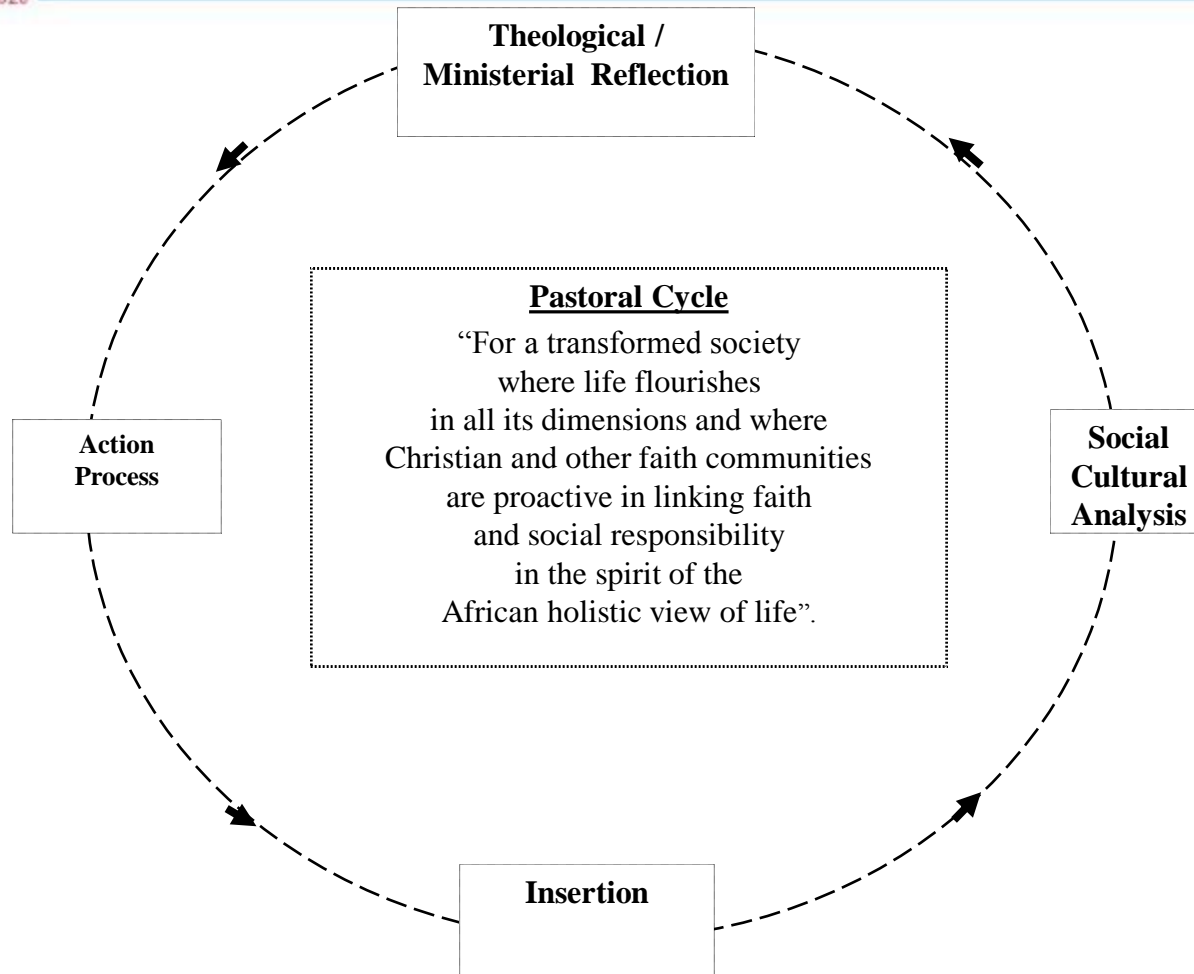 Theological /
Ministerial Reflection
Pastoral Cycle
“For a transformed society
where life flourishes
in all its dimensions and where
Christian and other faith communities
are proactive in linking faith
and social responsibility
in the spirit of the
African holistic view of life”.
Action
Process
Social
Cultural
Analysis
Insertion